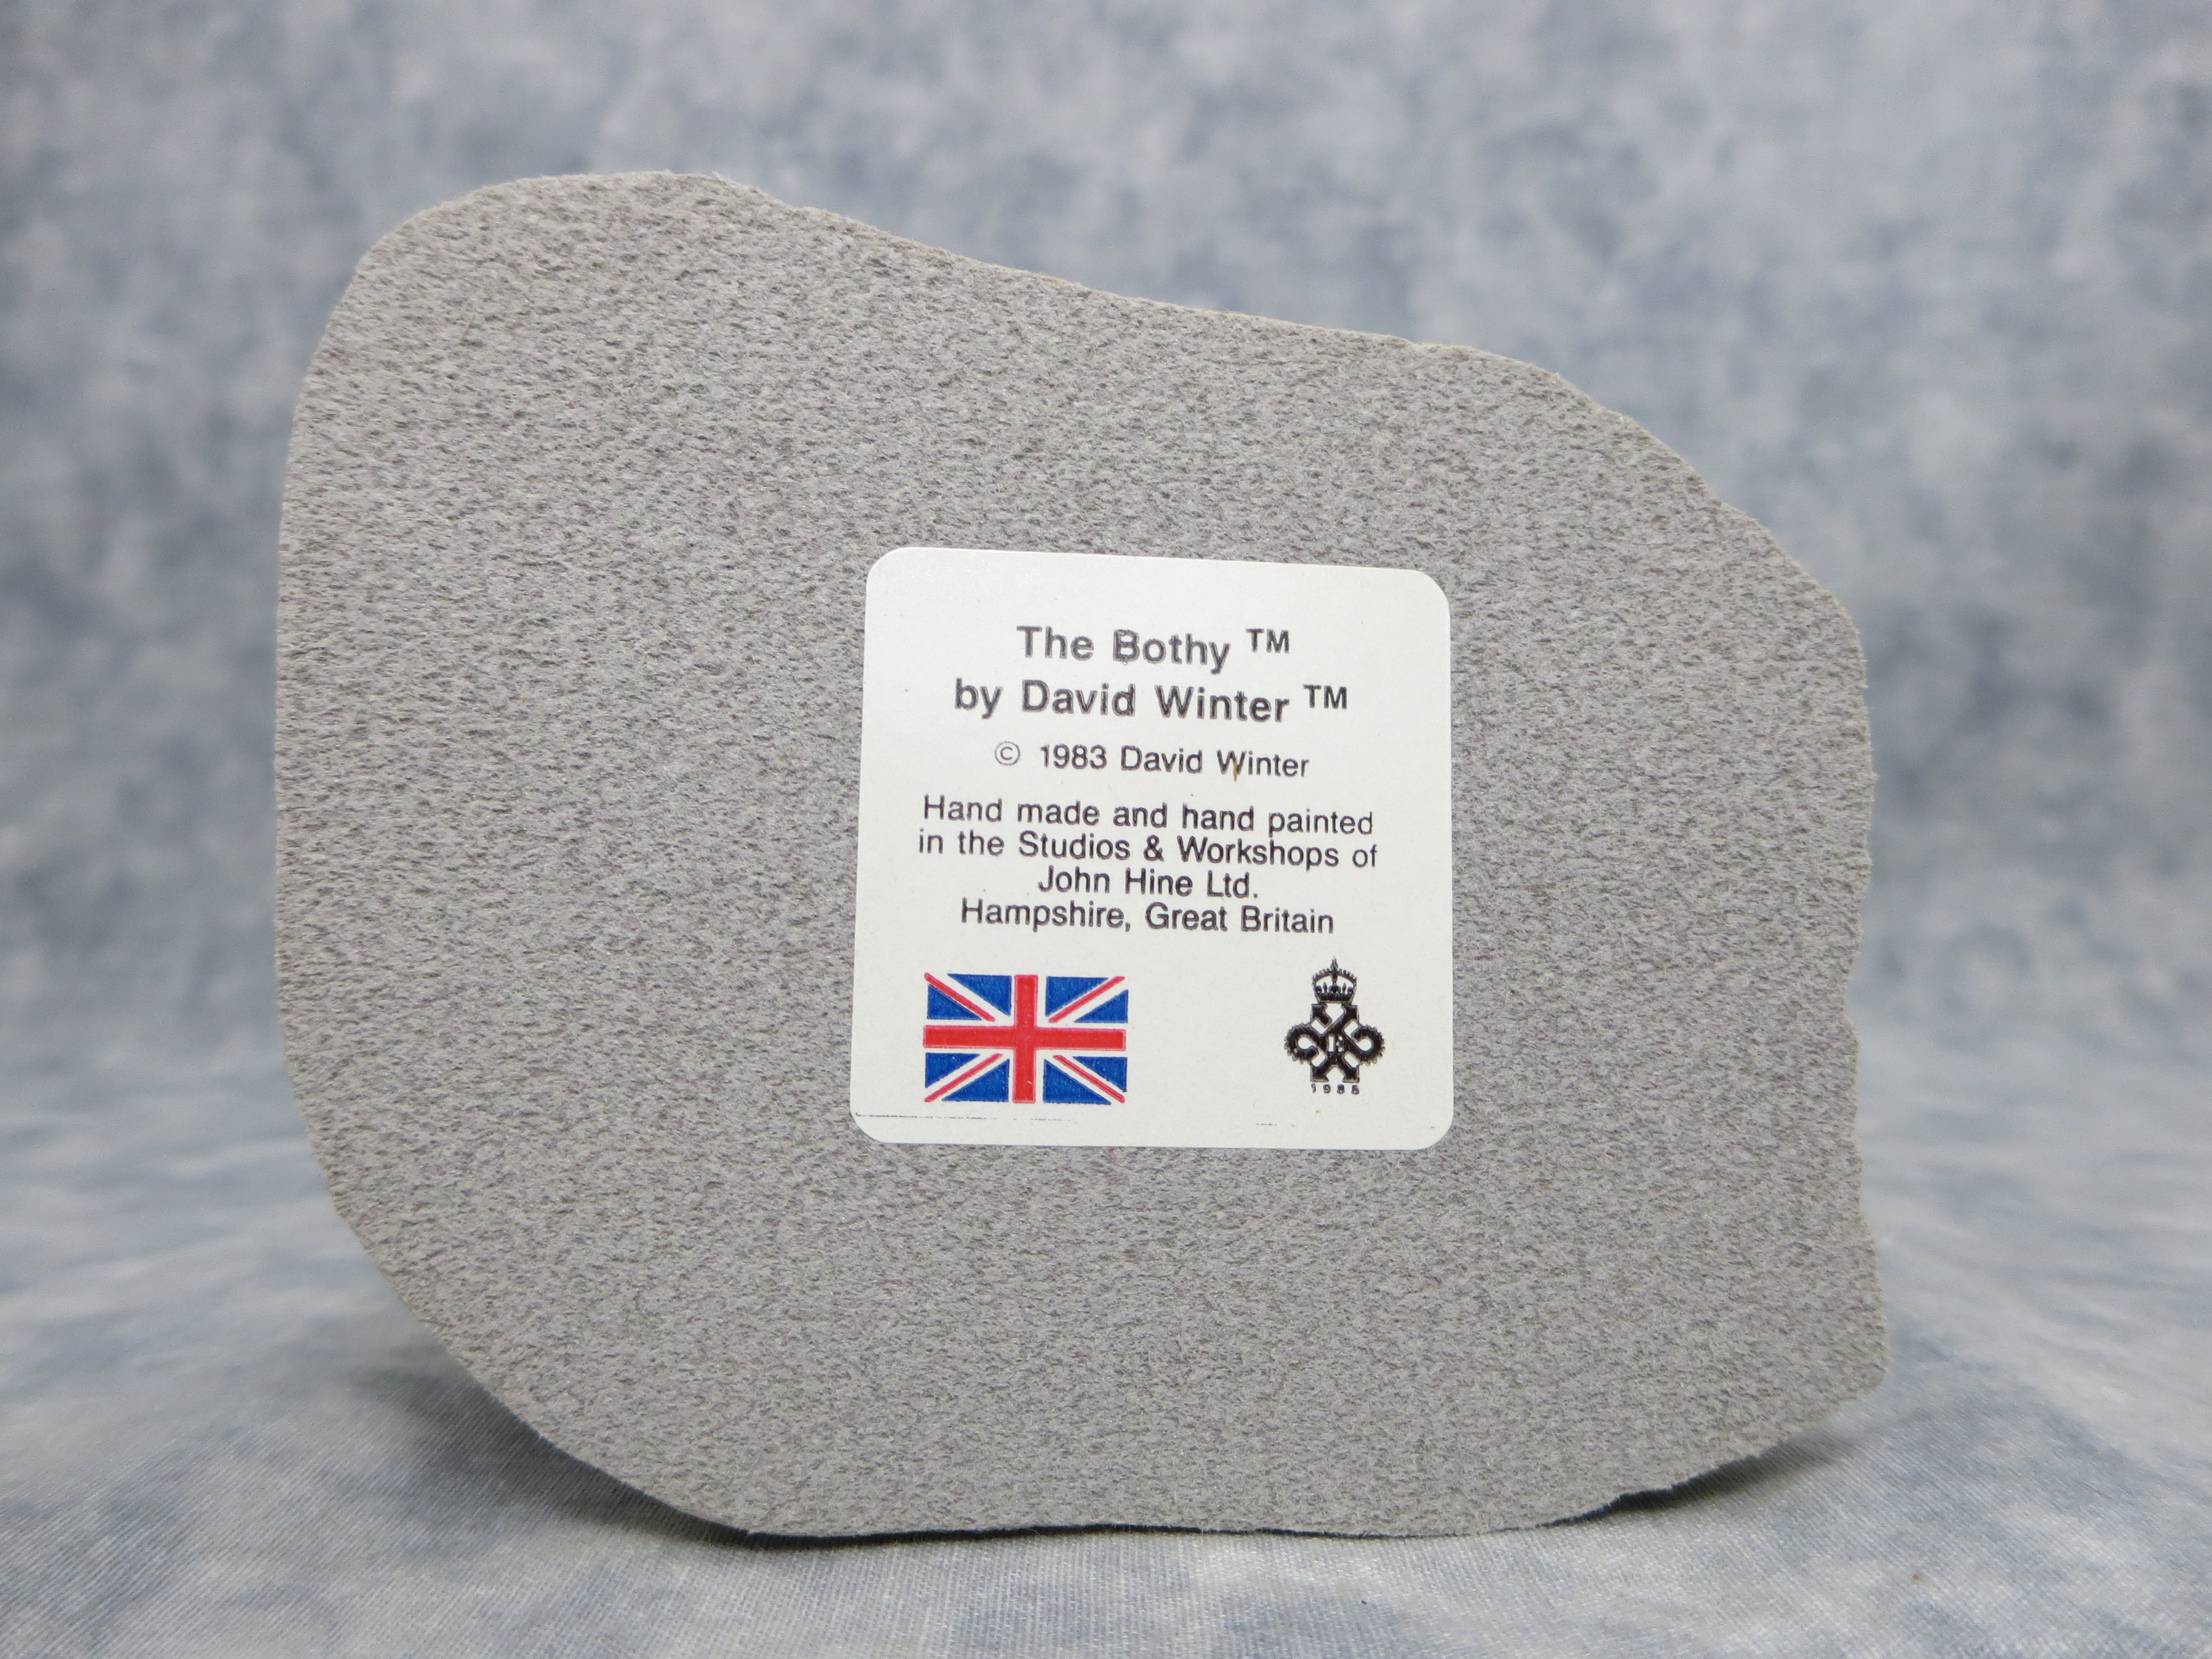 The Bothy ™
by David Winter ™
© 1983 David Winter
Hand made and hand painted
in the Studios & Workshops of
John Hine Ltd.
Hampshire, Great Britain